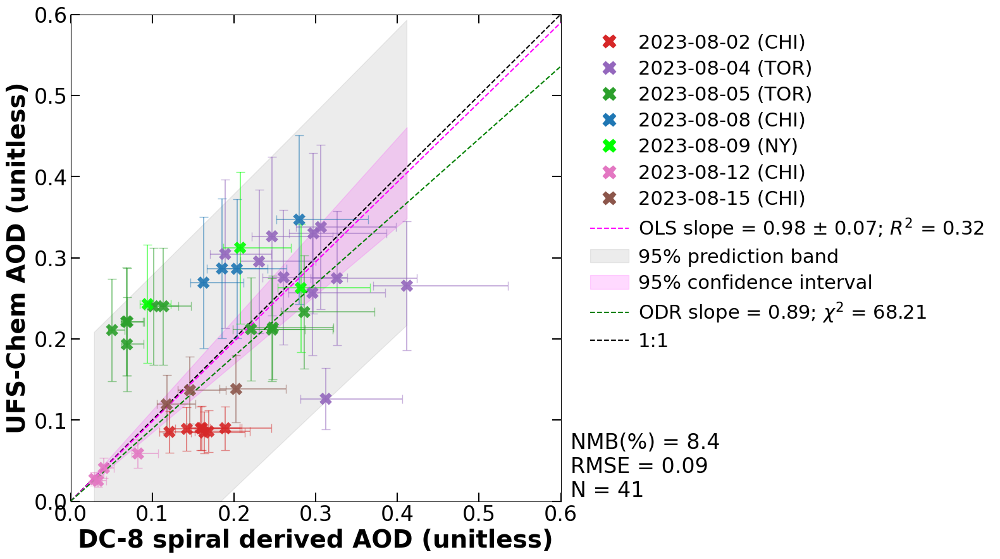 0.6
0.5
0.4
0.3
0.2
0.1
0.0
UFS-Chem AOD (unitless)
0.0 0.1 0.2 0.3 0.4 0.5 0.6
DC-8 spiral derived AOD (unitless)
2023-08-02 (CHI)
2023-08-04 (TOR)
2023-08-05 (TOR)
2023-08-08 (CHI)
2023-08-09 (NY)
2023-08-12 (CHI)
2023-08-15 (CHI)
OLS slope = 0.98 ± 0.07; R² = 0.32
95% prediction band
95% confidence interval
ODR slope = 0.89; χ² = 68.21
1:1
NMB(%) = 8.4
RMSE = 0.09
N = 41